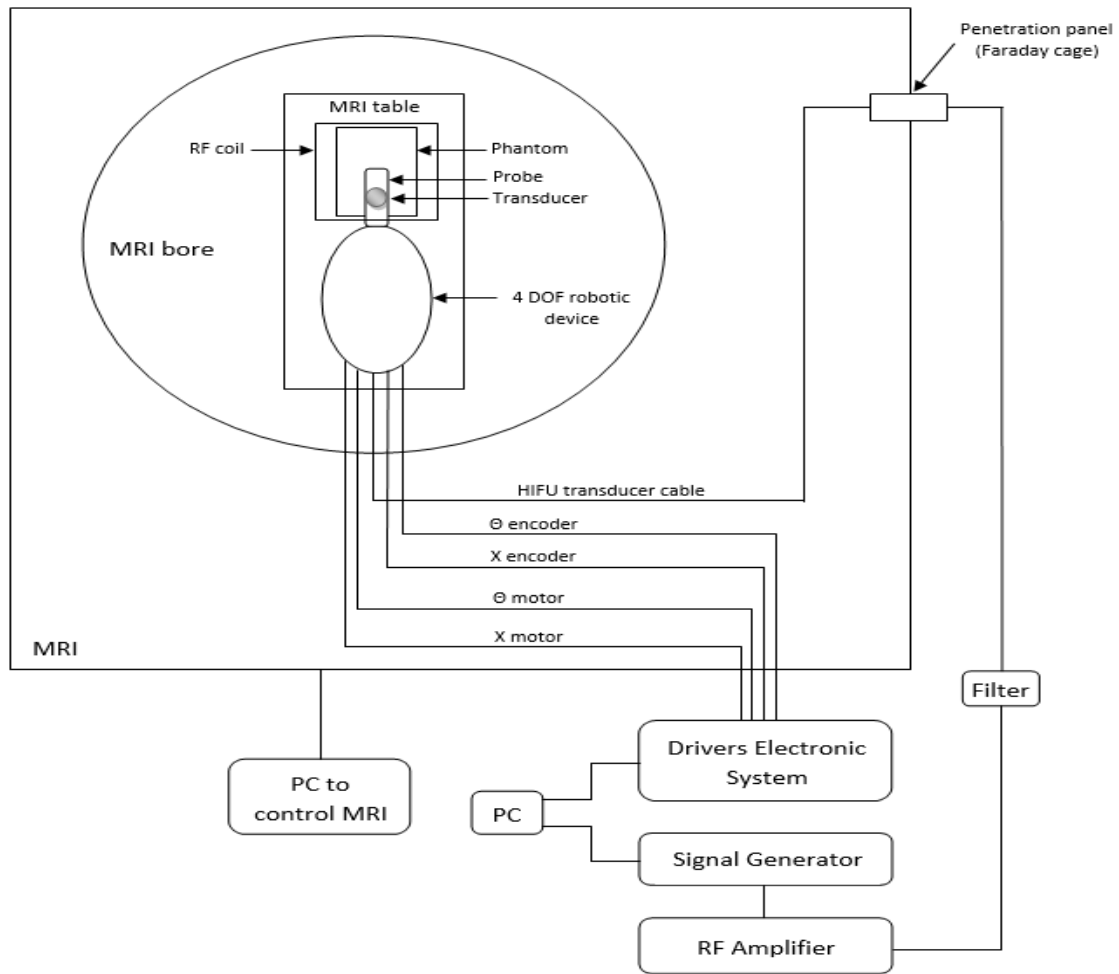 Penetration panel
(Faraday cage)
MRI table
RF coil
Phantom
Probe
Transducer
MRI bore
4 DOF robotic
device
HIFU transducer cable
Θ encoder
X encoder
Θ motor
X motor
MRI
Filter
Drivers Electronic
System
PC to
control MRI
PC
Signal Generator
RF Amplifier